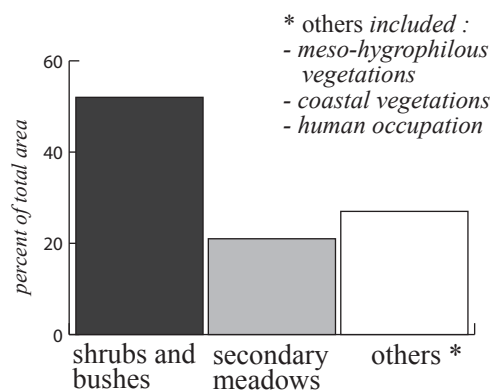 * others included :
- meso-hygrophilous
vegetations
- coastal vegetations
- human occupation
percent of total area
60
40
20
0
shrubs and
bushes
secondary
meadows
others *